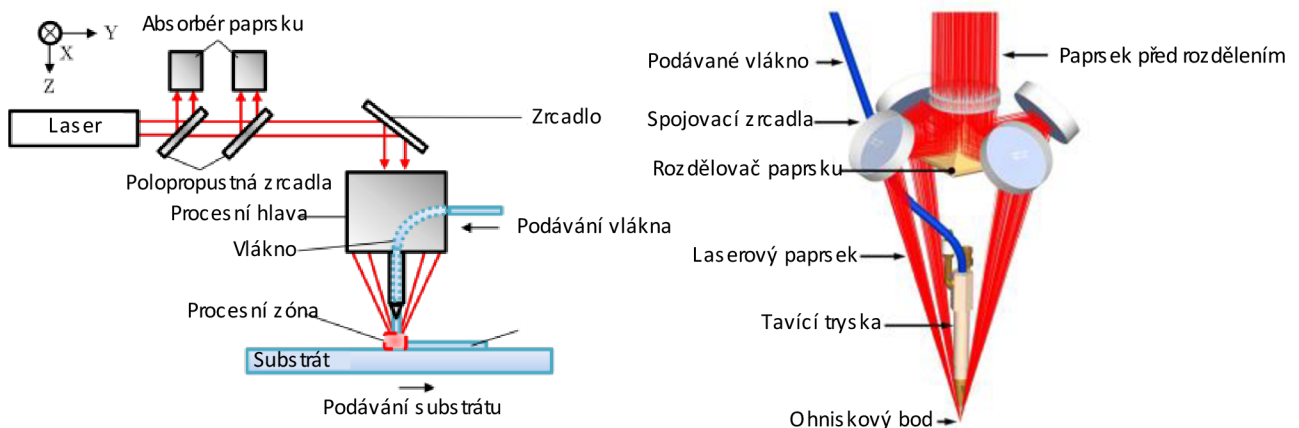 Absorbér paprsku
Y
X
Z
Laser
Zrcadlo
Polopropustná zrcadla
Procesní hlava
Vlákno
Podávání vlákna
Procesní zóna
Substrát
Podávání substrátu
Podávané vlákno
Paprsek před rozdělením
Spojovací zrcadla
Rozdělovač paprsku
Laserový paprsek
Tavící tryska
Ohniskový bod